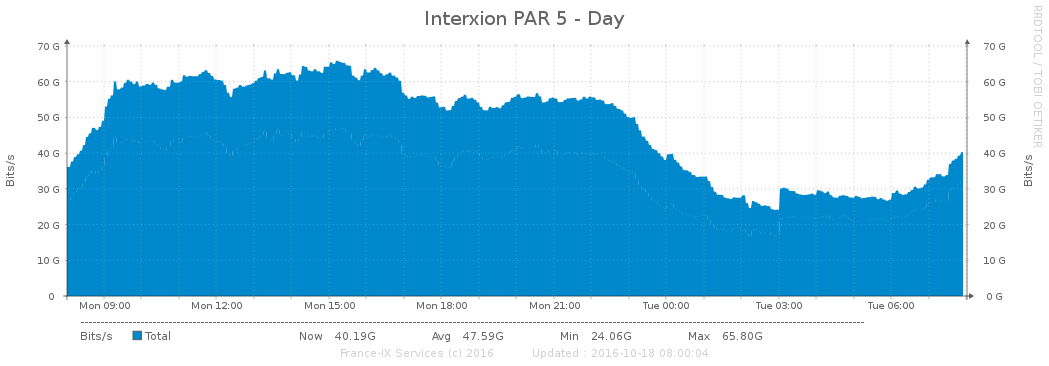 Interxion PAR 5 - Day
RRDTOOL / TOBI OETIKER
70 G 70 G
60 G 60 G
50 G 50 G
40 G 40 G
30 G 30 G
20 G 20 G
10 G 10 G
0 0 G
Bits/s
Bits/s
Mon 09:00 Mon 12:00 Mon 15:00 Mon 18:00 Mon 21:00 Tue 00:00 Tue 03:00 Tue 06:00
Bits/s Total Now 40.19G Avg 47.59G Min 24.06G Max 65.80G
France-IX Services (c) 2016 Updated : 2016-10-18 08:00:04